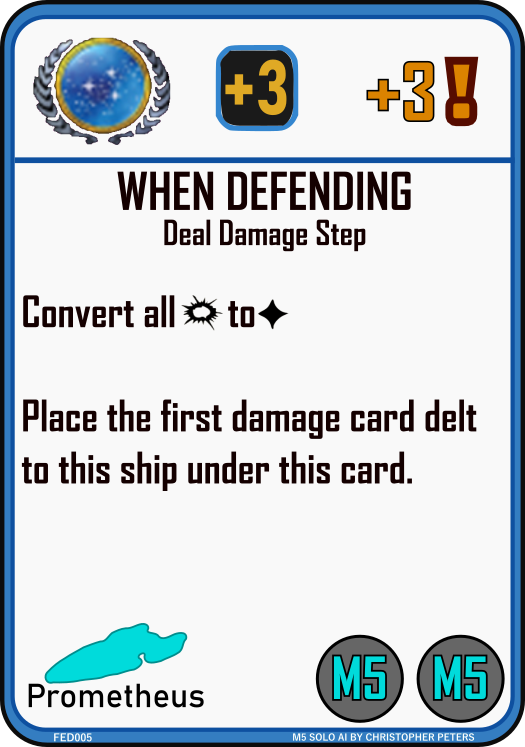 +3 +3!
WHEN DEFENDING
Deal Damage Step
Convert all to
Place the first damage card delt
to this ship under this card.
Prometheus M5 M5
FED005 M5 SOLO AI BY CHRISTOPHER PETERS